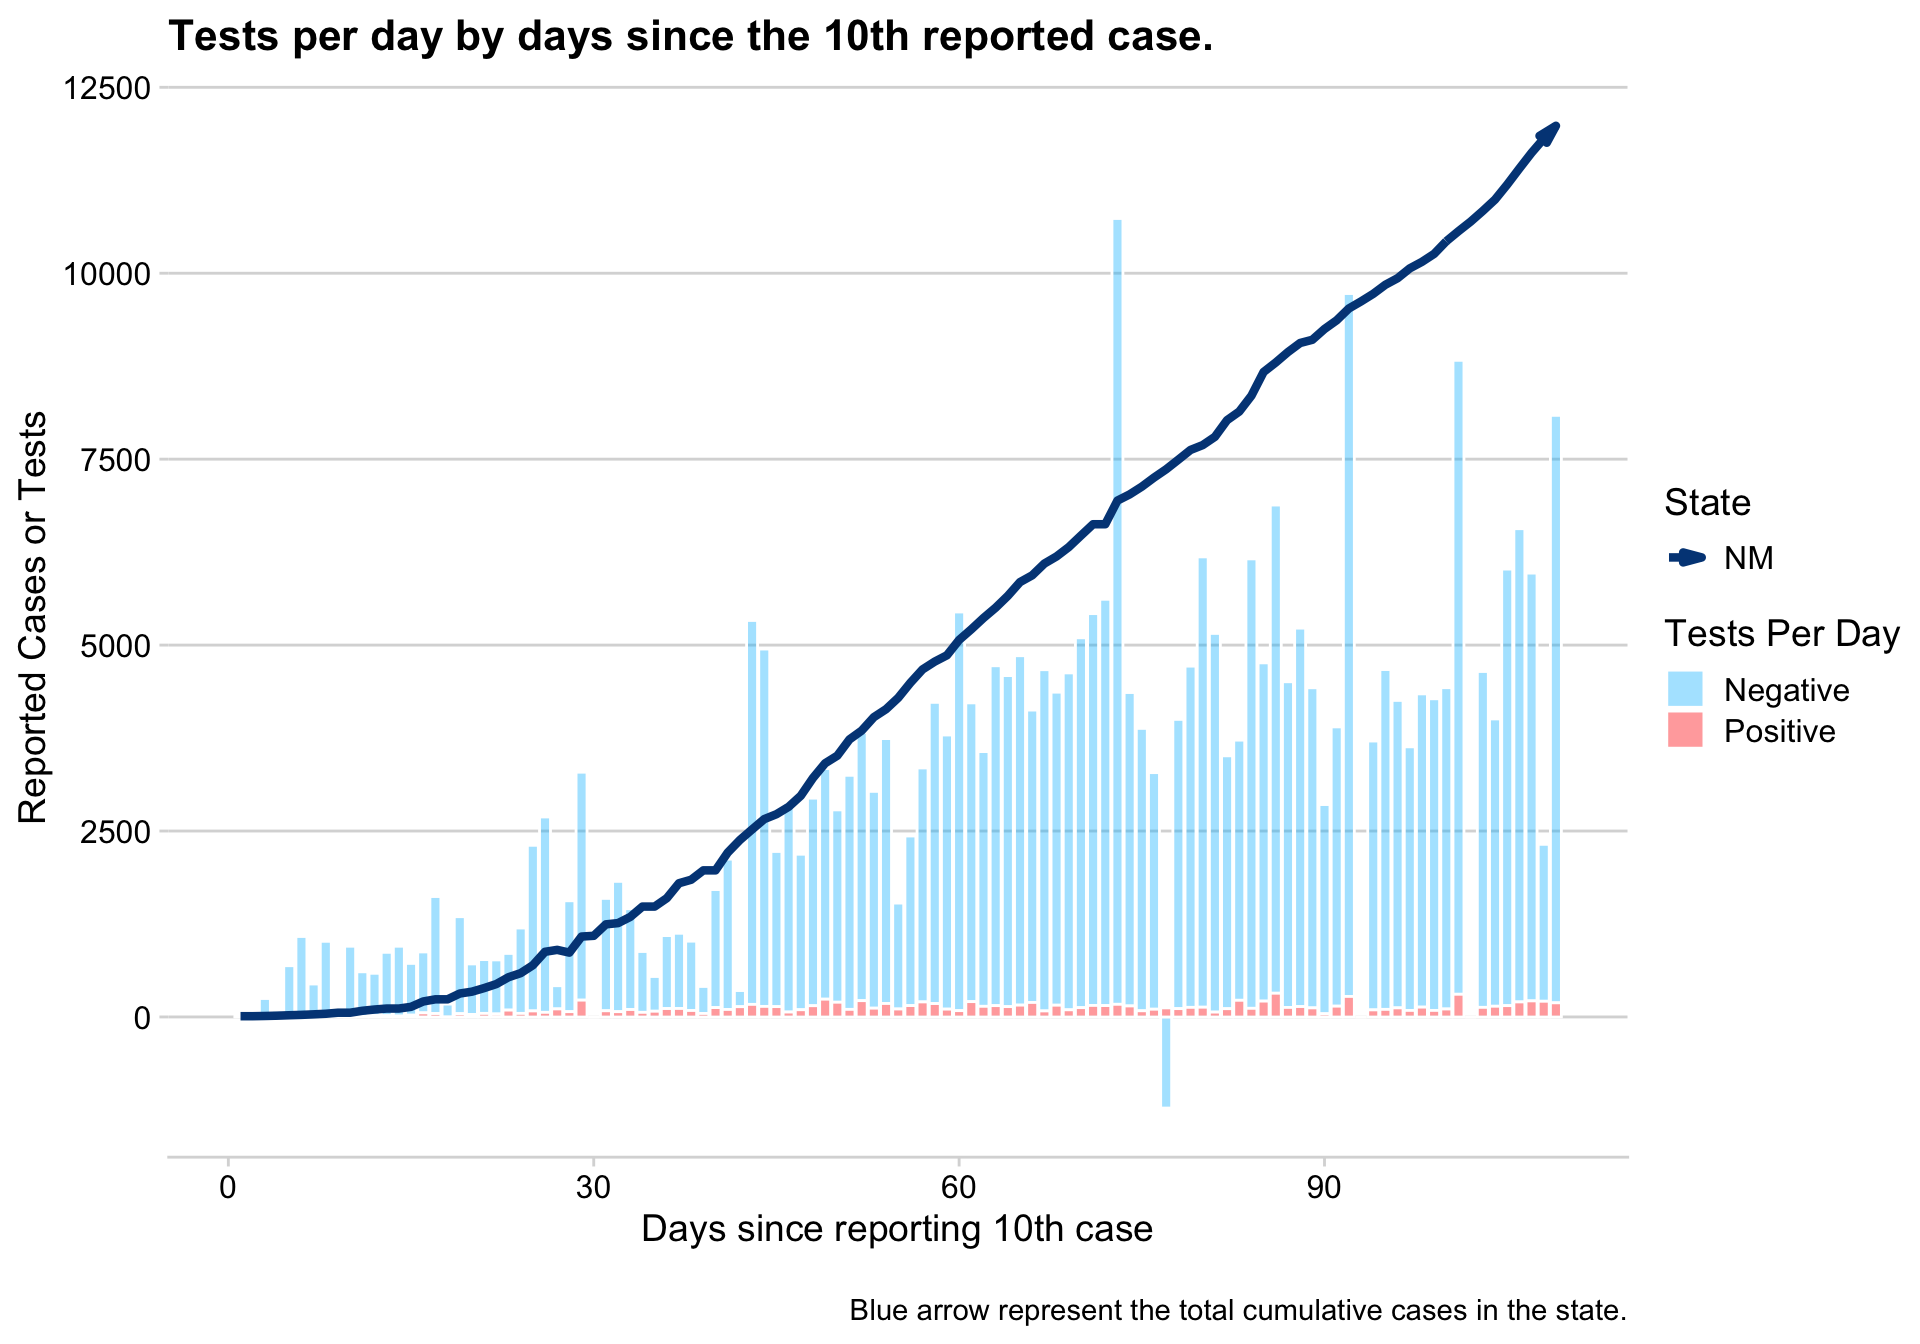 Tests per day by days since the 10th reported case.
12500
10000
7500
5000
2500
0
Reported Cases or Tests
0 30 60 90
Days since reporting 10th case
State
NM
Tests Per Day
Negative
Positive
Blue arrow represent the total cumulative cases in the state.